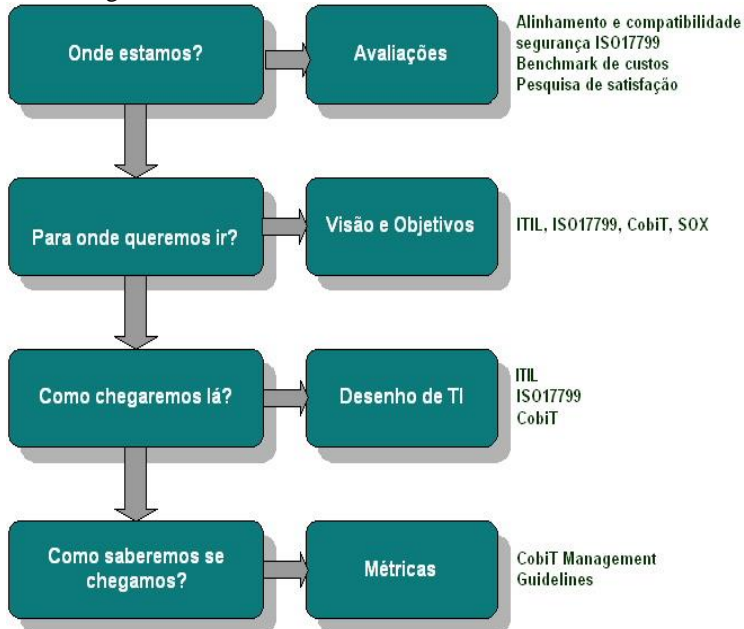 Onde estamos?
Avaliações
Alinhamento e compatibilidade
segurança ISO17799
Benchmark de custos
Pesquisa de satisfação
Para onde queremos ir?
Visão e Objetivos
ITIL, ISO17799, CobiT, SOX
Como chegaremos lá?
Desenho de TI
ITIL
ISO17799
CobiT
Como saberemos se
chegamos?
Métricas
CobiT Management
Guidelines